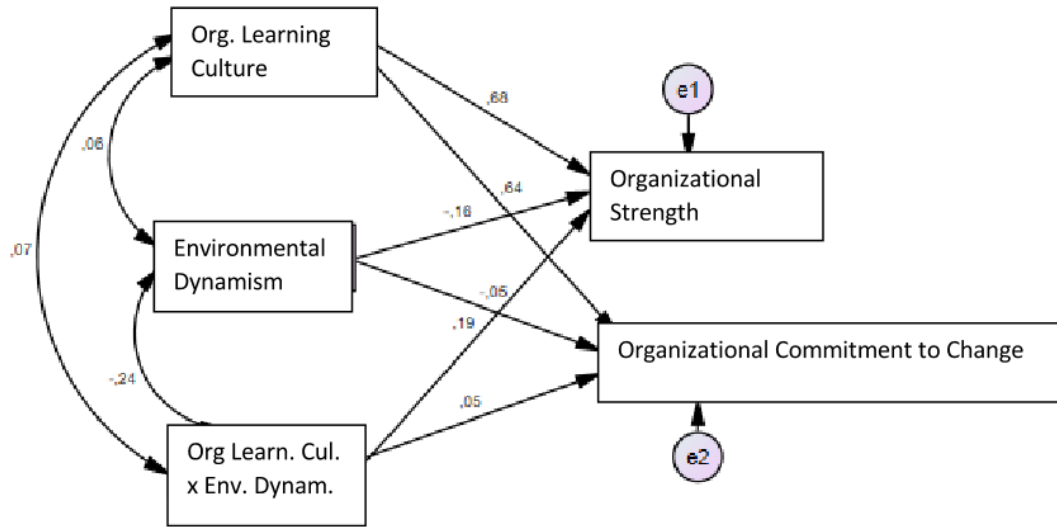 Org. Learning
Culture
e1
,68
,06
Organizational
Strength
,64
-,16
Environmental
Dynamism
,07
-,05
,19
Organizational Commitment to Change
-,24
,05
Org Learn. Cul.
x Env. Dynam.
e2